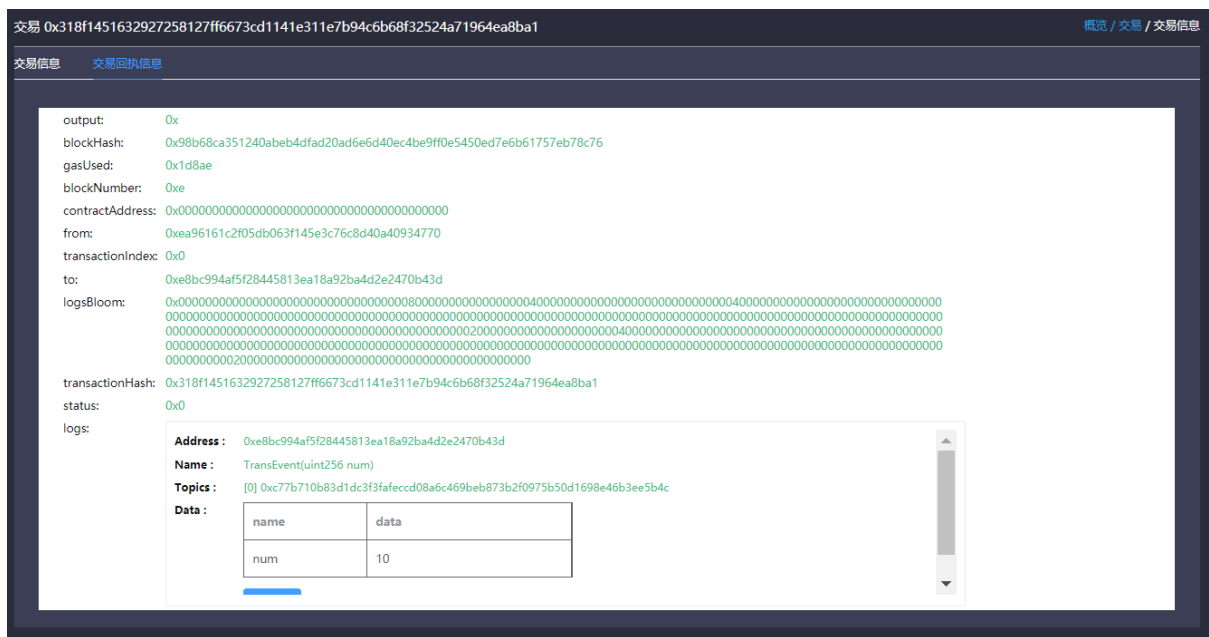 交易 0x318f1451632927258127ff6673cd1141e311e7b94c6b68f32524a71964ea8ba1
概览 / 交易 / 交易信息
交易信息 交易回执信息
output: 0x
blockHash: 0x98b68ca351240abeb4dfad20ad6e6d40ec4be9ff0e5450ed7e6b61757eb78c76
gasUsed: 0x1d8ae
blockNumber: 0xe
contractAddress: 0x0000000000000000000000000000000000000000
from: 0xea96161c2f05db063f145e3c76c8d40a40934770
transactionIndex: 0x0
to: 0xe8bc994af5f28445813ea18a92ba4d2e2470b43d
logsBloom:
transactionHash: 0x318f1451632927258127ff6673cd1141e311e7b94c6b68f32524a71964ea8ba1
status: 0x0
logs:
Address : 0xe8bc994af5f28445813ea18a92ba4d2e2470b43d
Name : TransEvent(uint256 num)
Topics : [0] 0xc77b710b83d1dc3f3fafeccd08a6c469beb873b2f0975b50d1698e46b3ee5b4c
Data :
name data
num 10